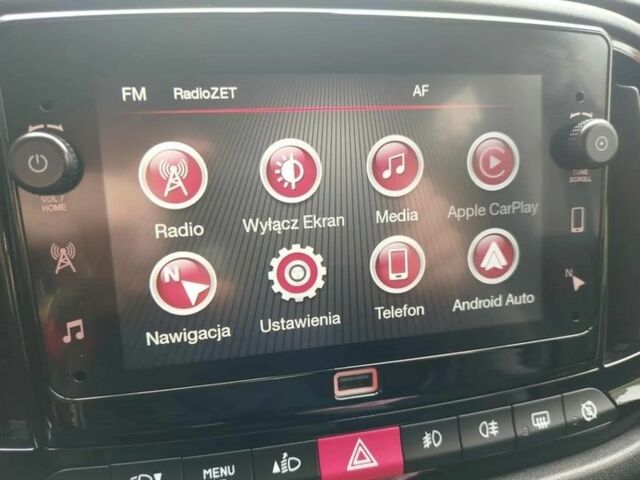 FM RadioZET AF
Radio Wyłącz Ekran Media Apple CarPlay
Nawigacja Ustawienia Telefon Android Auto
VOL /
HOME
TUNE
SCROLL
N
N
MENU